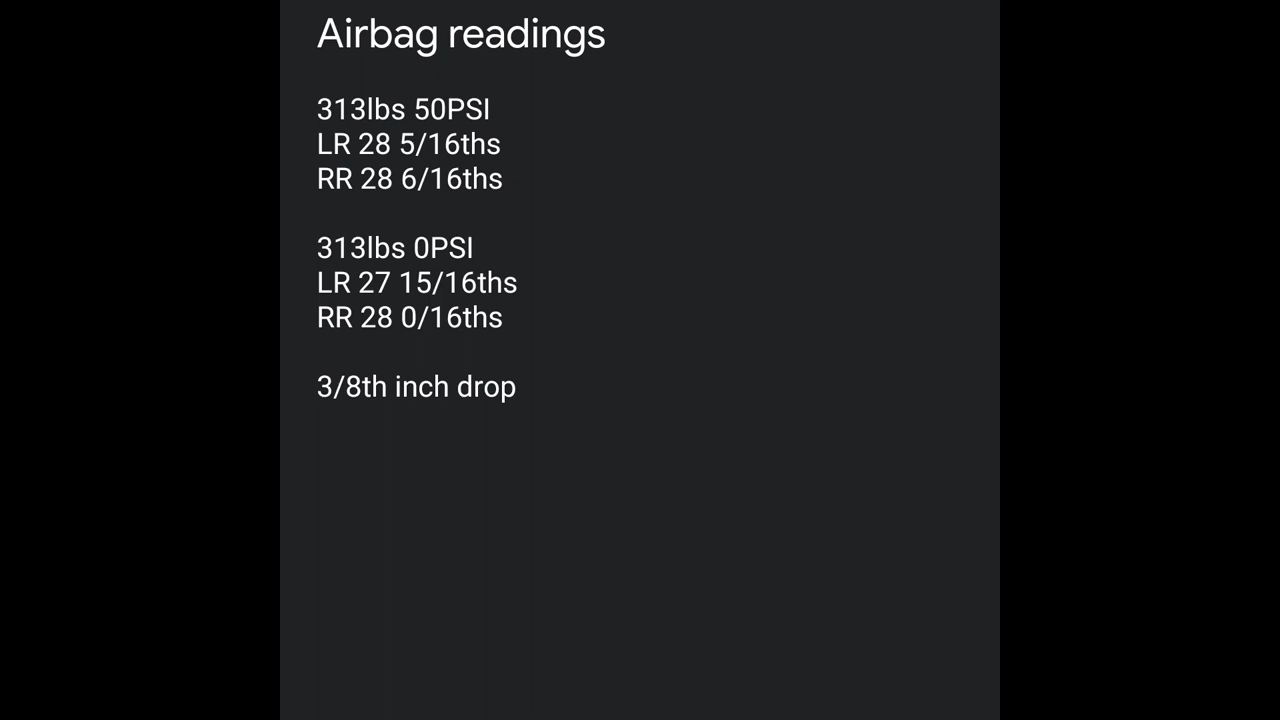 Airbag readings
313lbs 50PSI
LR 28 5/16ths
RR 28 6/16ths
313lbs 0PSI
LR 27 15/16ths
RR 28 0/16ths
3/8th inch drop